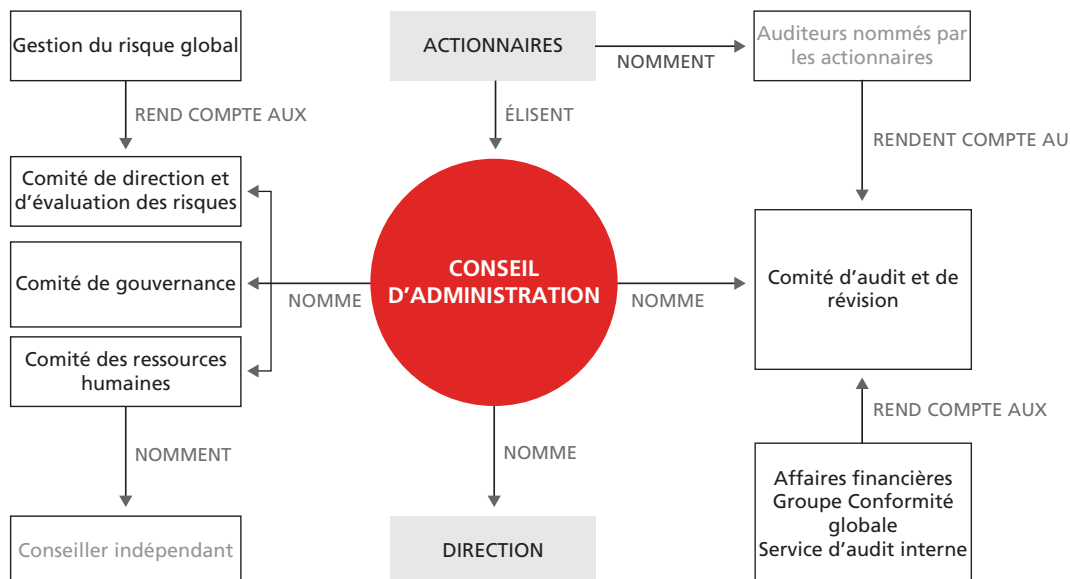 Gestion du risque global
ACTIONNAIRES
NOMMENT
Auditeurs nommés par
les actionnaires
REND COMPTE AUX
ÉLISENT
RENDENT COMPTE AU
Comité de direction et
d'évaluation des risques
Comité de gouvernance
NOMME
CONSEIL
D'ADMINISTRATION
NOMME
Comité d'audit et de
révision
Comité des ressources
humaines
REND COMPTE AUX
NOMMENT
NOMME
Affaires financières
Groupe Conformité
globale
Service d'audit interne
Conseiller indépendant
DIRECTION